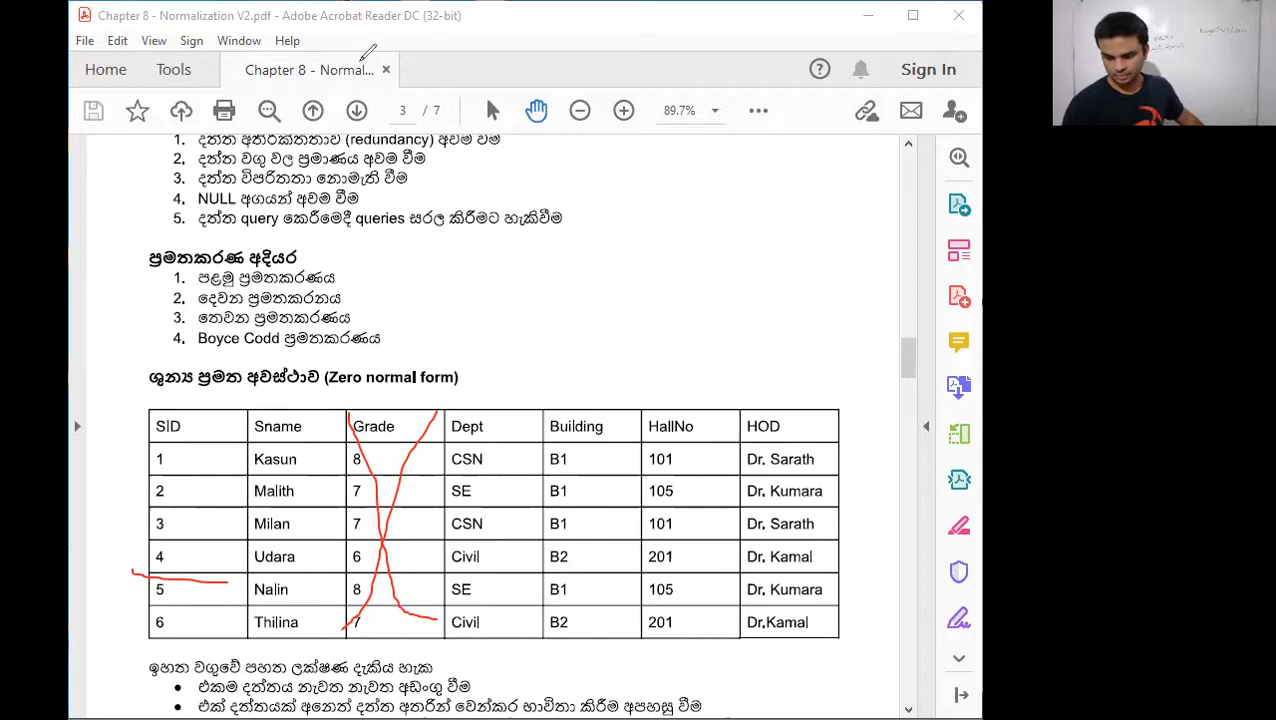 Chapter 8 - Normalization V2.pdf - Adobe Acrobat Reader DC (32-bit)
File Edit View Sign Window Help
Home Tools Chapter 8 - Normal... Sign In
3 / 7 89.7%
1. දත්ත අතිරික්තතාව (redundancy) අවම වීම
2. දත්ත වගු වල ප්‍රමාණය අවම වීම
3. දත්ත විපරිතතා නොමැති වීම
4. NULL අගයන් අවම වීම
5. දත්ත query කෙරීමෙදී queries සරල කිරීමට හැකිවීම
ප්‍රමතකරණ අදියර
1. පළමු ප්‍රමතකරණය
2. දෙවන ප්‍රමතකරනය
3. තෙවන ප්‍රමතකරණය
4. Boyce Codd ප්‍රමතකරණය
ශුන්‍ය ප්‍රමත අවස්ථාව (Zero normal form)
SID Sname Grade Dept Building HallNo HOD
1 Kasun 8 CSN B1 101 Dr. Sarath
2 Malith 7 SE B1 105 Dr. Kumara
3 Milan 7 CSN B1 101 Dr. Sarath
4 Udara 6 Civil B2 201 Dr. Kamal
5 Nalin 8 SE B1 105 Dr. Kumara
6 Thilina 7 Civil B2 201 Dr.Kamal
ඉහත වගුවේ පහත ලක්ෂණ දැකිය හැක
• එකම දත්තය නැවත නැවත අඩංගු වීම
• එක් දත්තයක් අනෙත් දත්ත අතරින් වෙන්කර භාවිතා කිරීම අපහසු වීම